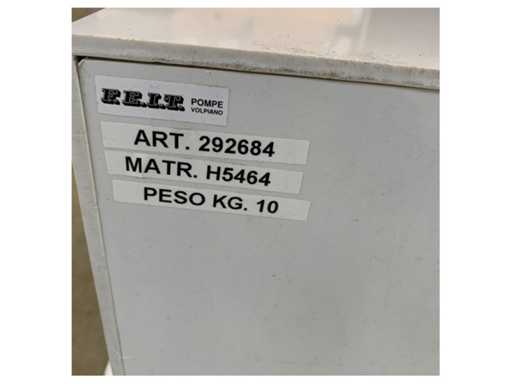 F.E.I.T. POMPE
VOLPIANO
ART. 292684
MATR. H5464
PESO KG. 10